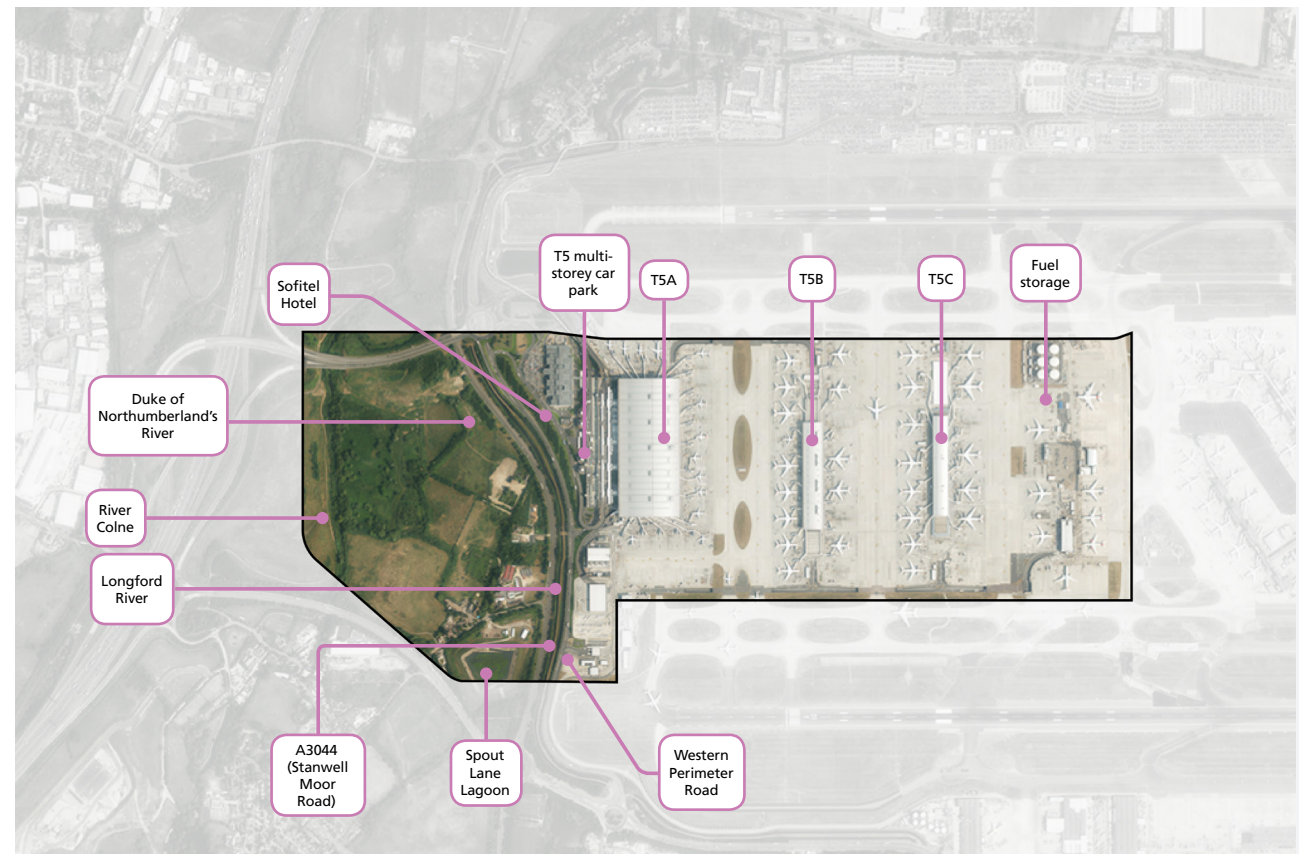 T5 multi-
storey car
park
T5A
T5B
T5C
Fuel
storage
Sofitel
Hotel
Duke of
Northumberland’s
River
River
Colne
Longford
River
A3044
(Stanwell
Moor
Road)
Spout
Lane
Lagoon
Western
Perimeter
Road